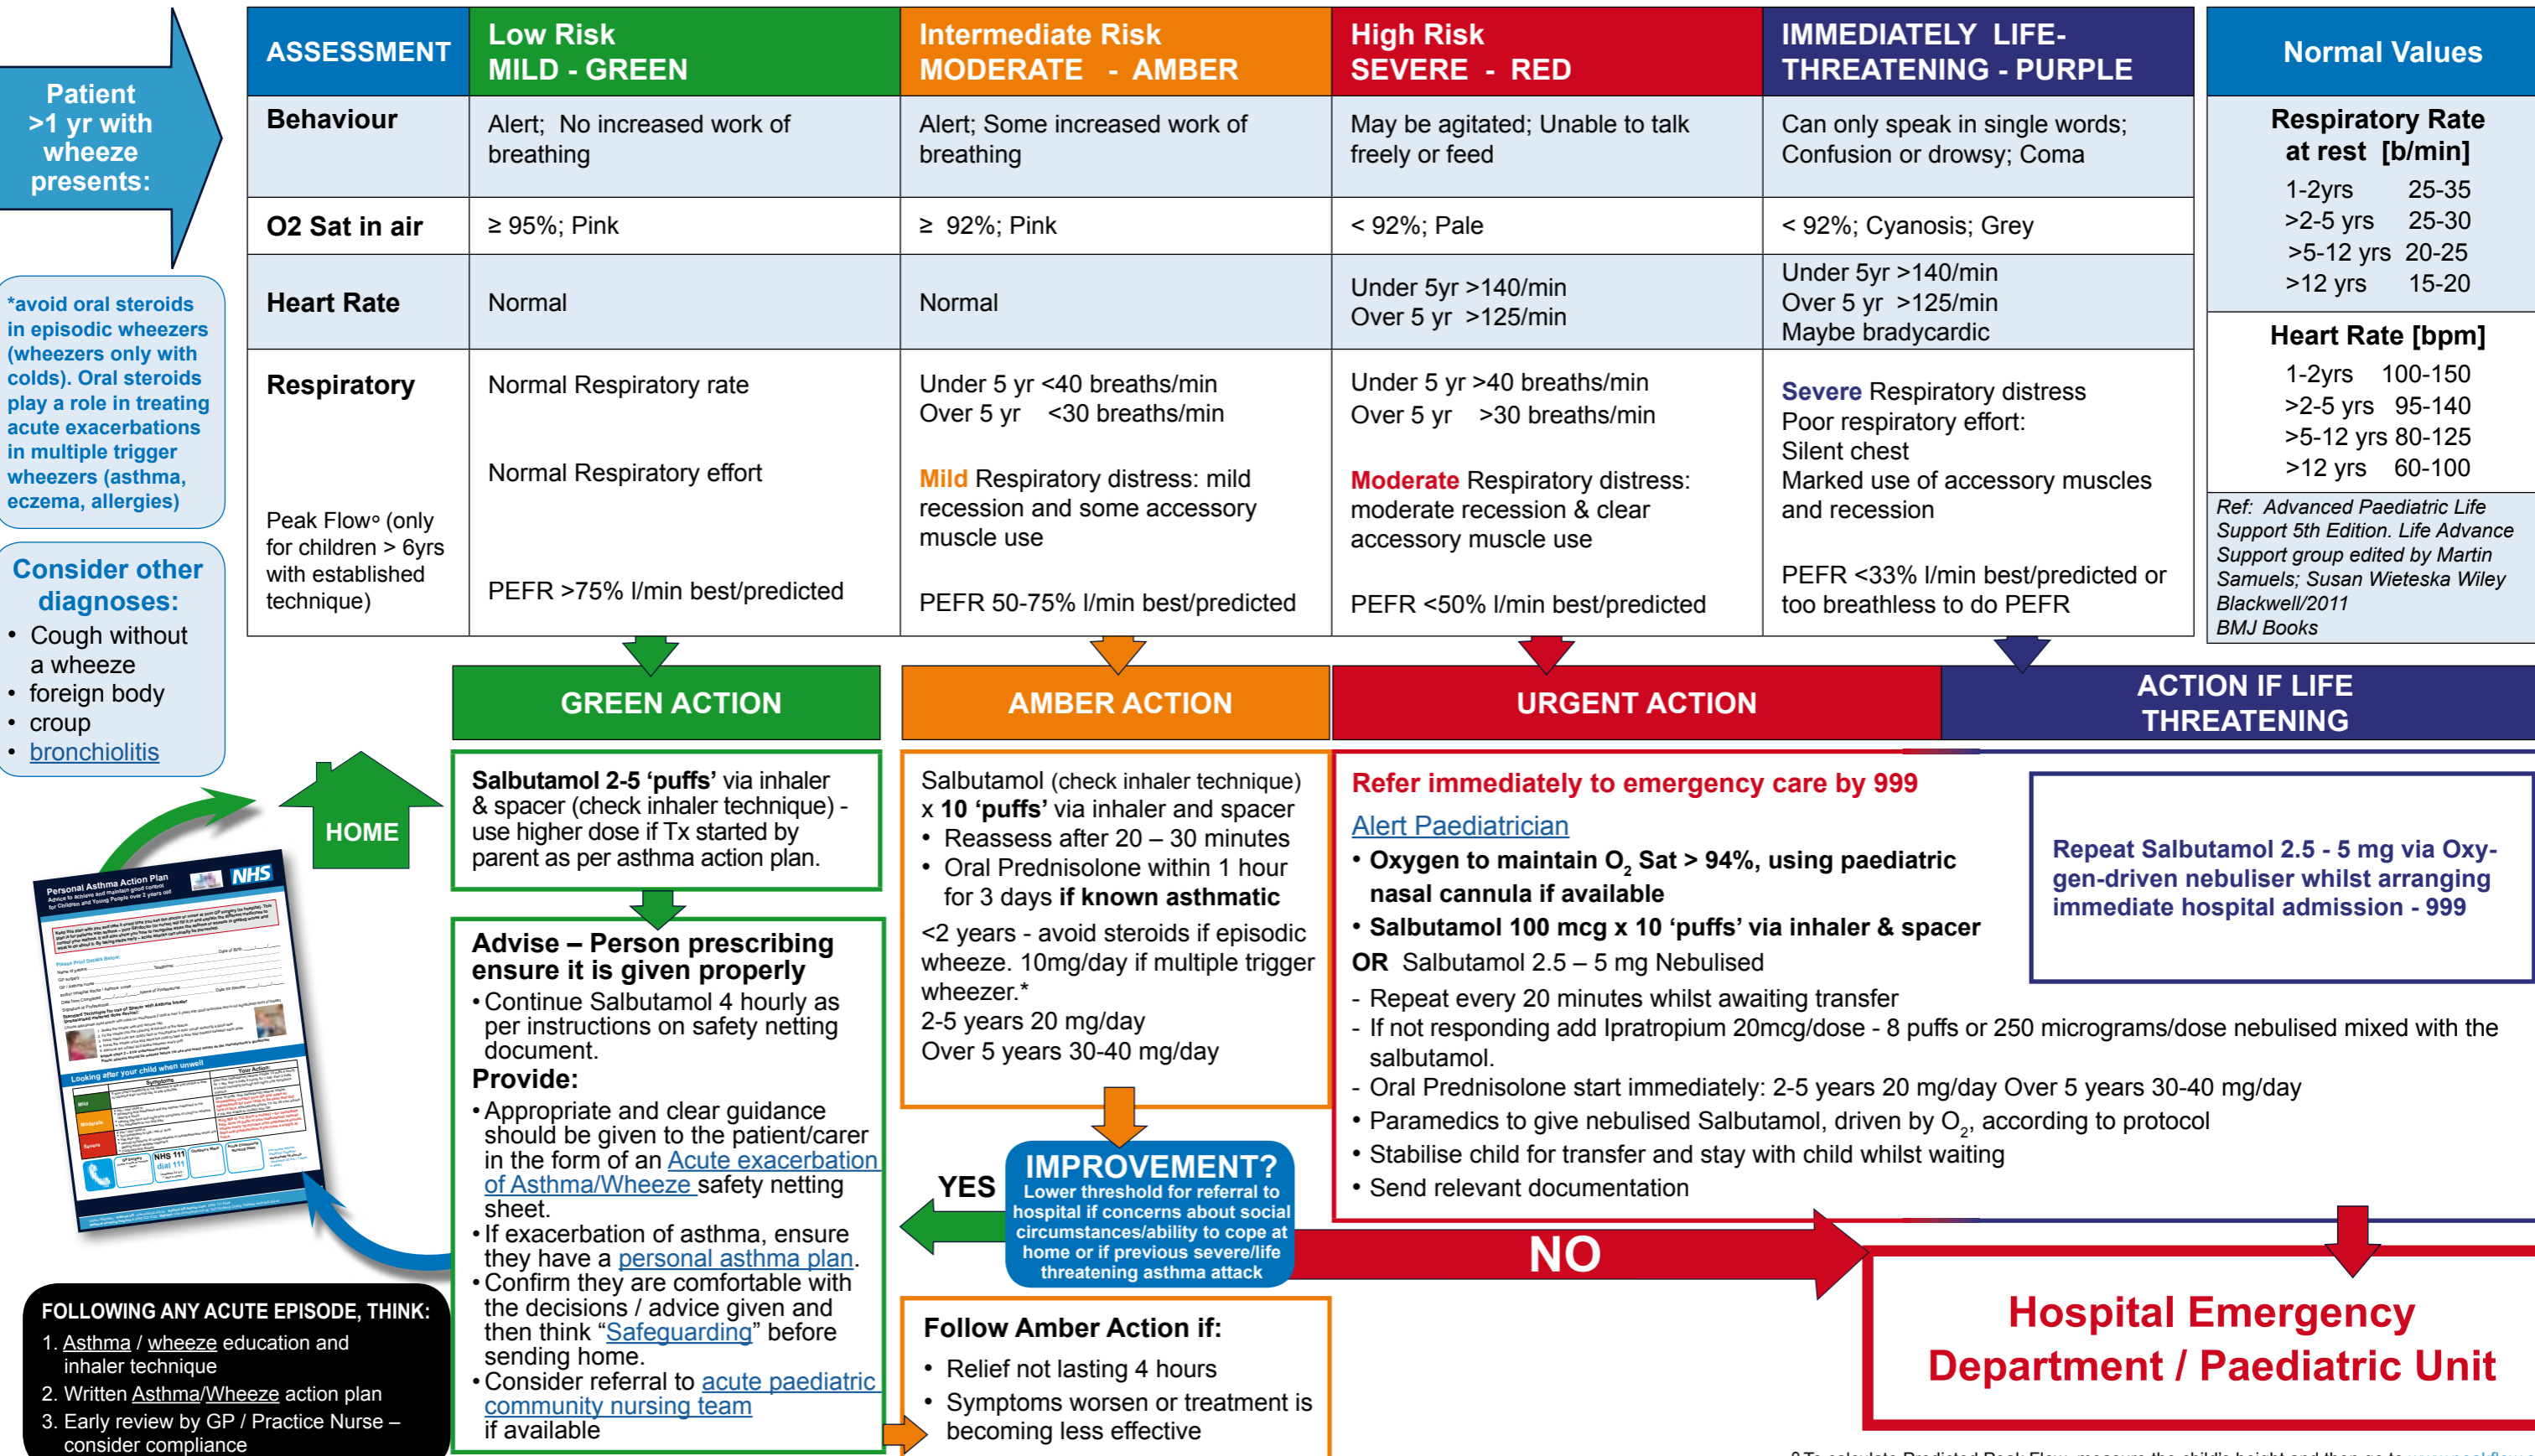 Patient
>1 yr with
wheeze
presents:
ASSESSMENT
Low Risk
MILD - GREEN
Intermediate Risk
MODERATE - AMBER
High Risk
SEVERE - RED
IMMEDIATELY LIFE-
THREATENING - PURPLE
Behaviour
Alert; No increased work of
breathing
Alert; Some increased work of
breathing
May be agitated; Unable to talk
freely or feed
Can only speak in single words;
Confusion or drowsy; Coma
O2 Sat in air
≥ 95%; Pink
≥ 92%; Pink
< 92%; Pale
< 92%; Cyanosis; Grey
Heart Rate
Normal
Normal
Under 5yr >140/min
Over 5 yr >125/min
Under 5yr >140/min
Over 5 yr >125/min
Maybe bradycardic
Respiratory
Normal Respiratory rate
Normal Respiratory effort
Under 5 yr <40 breaths/min
Over 5 yr <30 breaths/min
Mild Respiratory distress: mild
recession and some accessory
muscle use
Under 5 yr >40 breaths/min
Over 5 yr >30 breaths/min
Moderate Respiratory distress:
moderate recession & clear
accessory muscle use
Severe Respiratory distress
Poor respiratory effort:
Silent chest
Marked use of accessory muscles
and recession
Peak Flow° (only
for children > 6yrs
with established
technique)
PEFR >75% l/min best/predicted
PEFR 50-75% l/min best/predicted
PEFR <50% l/min best/predicted
PEFR <33% l/min best/predicted or
too breathless to do PEFR
Normal Values
Respiratory Rate
at rest [b/min]
1-2yrs 25-35
>2-5 yrs 25-30
>5-12 yrs 20-25
>12 yrs 15-20
Heart Rate [bpm]
1-2yrs 100-150
>2-5 yrs 95-140
>5-12 yrs 80-125
>12 yrs 60-100
Ref: Advanced Paediatric Life
Support 5th Edition. Life Advance
Support group edited by Martin
Samuels; Susan Wieteska Wiley
Blackwell/2011
BMJ Books
*avoid oral steroids
in episodic wheezers
(wheezers only with
colds). Oral steroids
play a role in treating
acute exacerbations
in multiple trigger
wheezers (asthma,
eczema, allergies)
Consider other
diagnoses:
• Cough without
a wheeze
• foreign body
• croup
• bronchiolitis
HOME
GREEN ACTION
Salbutamol 2-5 ‘puffs’ via inhaler
& spacer (check inhaler technique) -
use higher dose if Tx started by
parent as per asthma action plan.
Advise – Person prescribing
ensure it is given properly
• Continue Salbutamol 4 hourly as
per instructions on safety netting
document.
Provide:
• Appropriate and clear guidance
should be given to the patient/carer
in the form of an Acute exacerbation
of Asthma/Wheeze safety netting
sheet.
• If exacerbation of asthma, ensure
they have a personal asthma plan.
• Confirm they are comfortable with
the decisions / advice given and
then think “Safeguarding” before
sending home.
• Consider referral to acute paediatric
community nursing team
if available
AMBER ACTION
Salbutamol (check inhaler technique)
x 10 ‘puffs’ via inhaler and spacer
• Reassess after 20 – 30 minutes
• Oral Prednisolone within 1 hour
for 3 days if known asthmatic
<2 years - avoid steroids if episodic
wheeze. 10mg/day if multiple trigger
wheezer.*
2-5 years 20 mg/day
Over 5 years 30-40 mg/day
IMPROVEMENT?
Lower threshold for referral to
hospital if concerns about social
circumstances/ability to cope at
home or if previous severe/life
threatening asthma attack
YES
NO
Follow Amber Action if:
• Relief not lasting 4 hours
• Symptoms worsen or treatment is
becoming less effective
URGENT ACTION
ACTION IF LIFE
THREATENING
Refer immediately to emergency care by 999
Alert Paediatrician
• Oxygen to maintain O2 Sat > 94%, using paediatric
nasal cannula if available
• Salbutamol 100 mcg x 10 ‘puffs’ via inhaler & spacer
OR Salbutamol 2.5 – 5 mg Nebulised
- Repeat every 20 minutes whilst awaiting transfer
- If not responding add Ipratropium 20mcg/dose - 8 puffs or 250 micrograms/dose nebulised mixed with the
salbutamol.
- Oral Prednisolone start immediately: 2-5 years 20 mg/day Over 5 years 30-40 mg/day
• Paramedics to give nebulised Salbutamol, driven by O2, according to protocol
• Stabilise child for transfer and stay with child whilst waiting
• Send relevant documentation
Repeat Salbutamol 2.5 - 5 mg via Oxy-
gen-driven nebuliser whilst arranging
immediate hospital admission - 999
Hospital Emergency
Department / Paediatric Unit
Personal Asthma Action Plan
Advice to achieve and maintain good control
for Children and Young People over 2 years old
NHS
Looking after your child when unwell
Symptoms
Your Action:
Mild
Moderate
Severe
GP Surgery
NHS 111
dial 111
FOLLOWING ANY ACUTE EPISODE, THINK:
1. Asthma / wheeze education and
inhaler technique
2. Written Asthma/Wheeze action plan
3. Early review by GP / Practice Nurse –
consider compliance